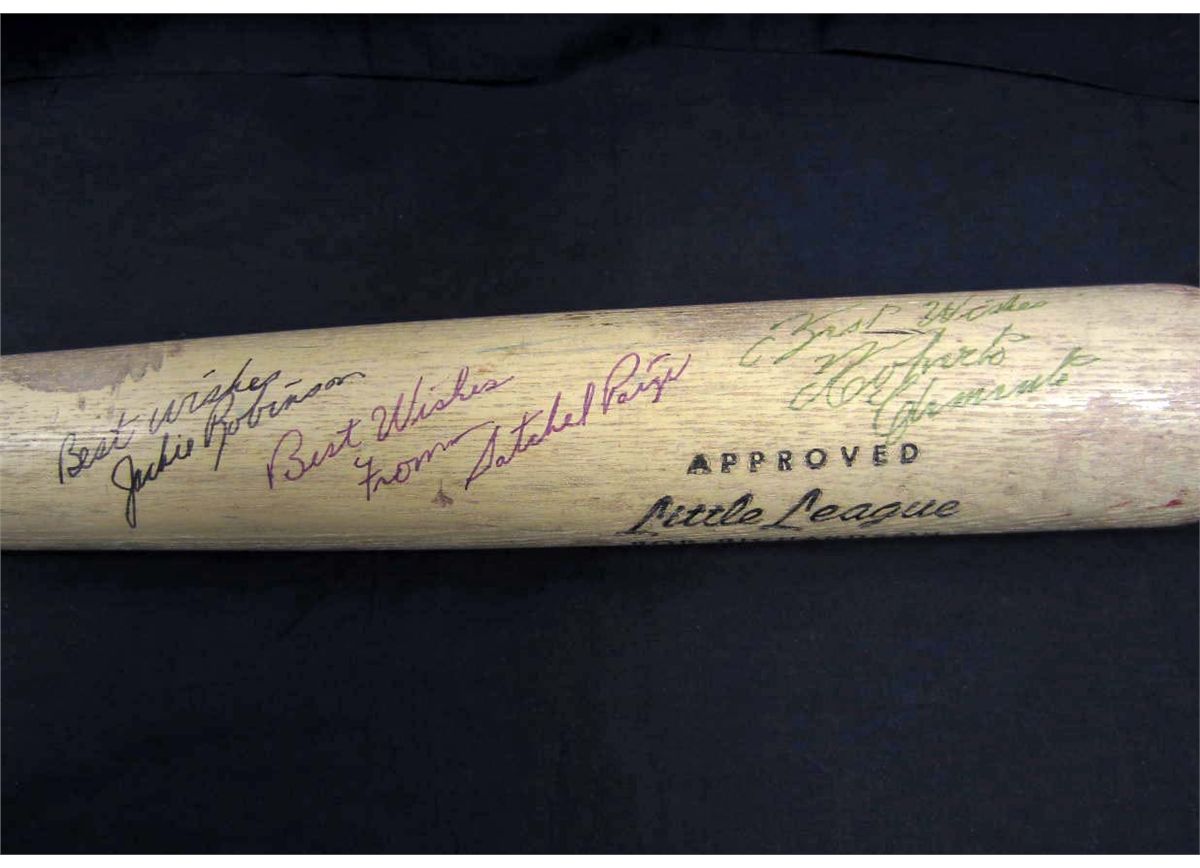 Best wishes
Jackie Robinson
Best Wishes
From Satchel Paige
Best Wishes
Roberto
Clemente
APPROVED
Little League